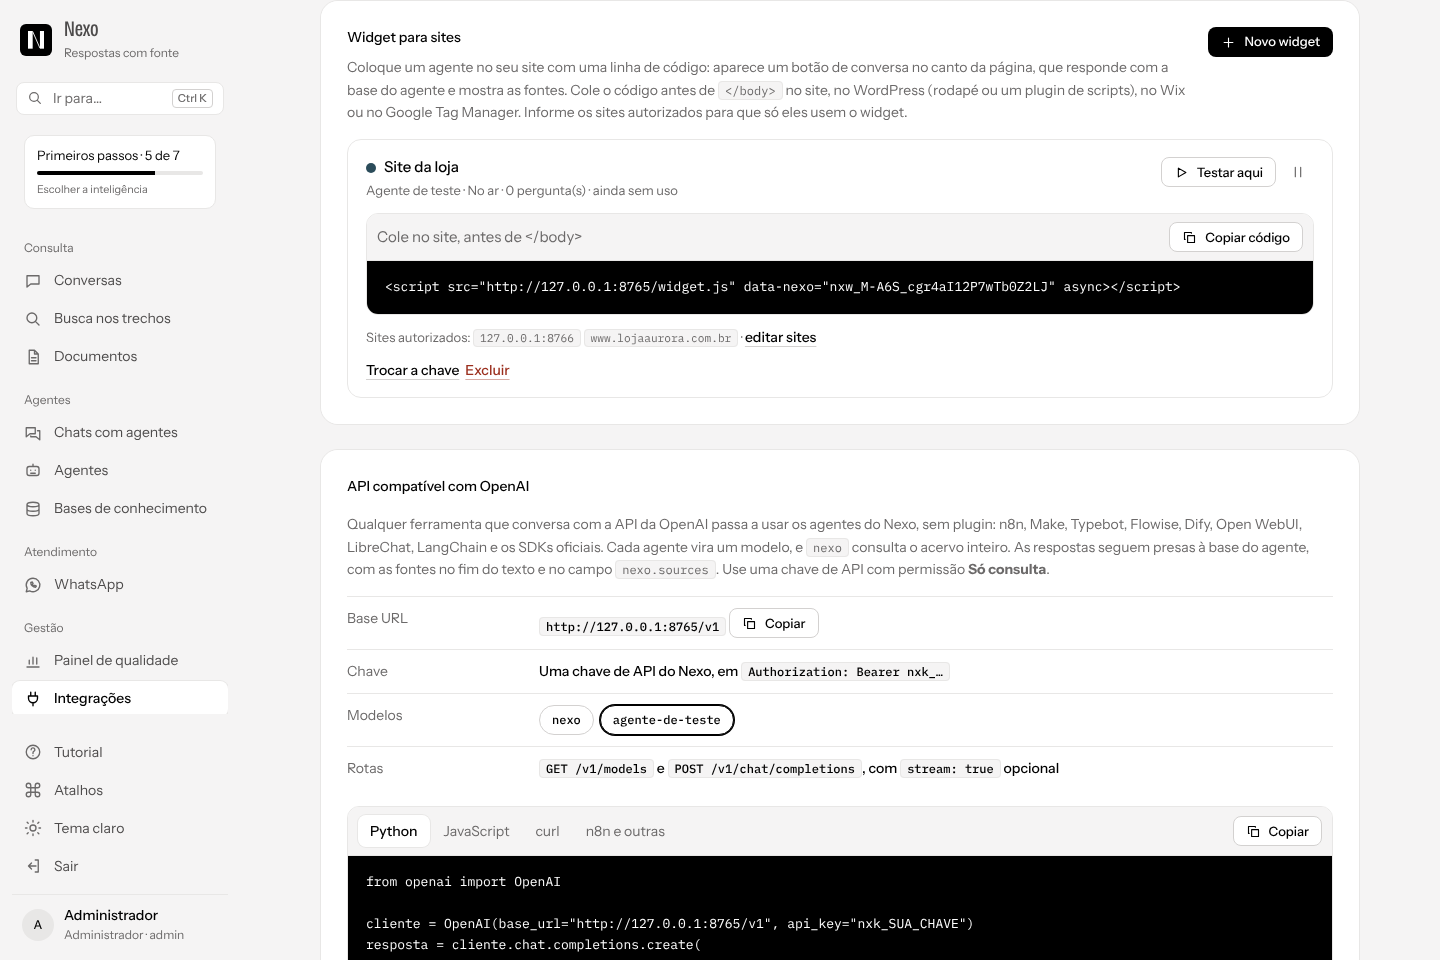 Nexo
Respostas com fonte
Ir para...
Ctrl K
Primeiros passos · 5 de 7
Escolher a inteligência
Consulta
Conversas
Busca nos trechos
Documentos
Agentes
Chats com agentes
Agentes
Bases de conhecimento
Atendimento
WhatsApp
Gestão
Painel de qualidade
Integrações
Tutorial
Atalhos
Tema claro
Sair
A
Administrador
Administrador · admin
Widget para sites
Novo widget
Coloque um agente no seu site com uma linha de código: aparece um botão de conversa no canto da página, que responde com a
base do agente e mostra as fontes. Cole o código antes de </body> no site, no WordPress (rodapé ou um plugin de scripts), no Wix
ou no Google Tag Manager. Informe os sites autorizados para que só eles usem o widget.
Site da loja
Agente de teste · No ar · 0 pergunta(s) · ainda sem uso
Testar aqui
Cole no site, antes de </body>
Copiar código
<script src="http://127.0.0.1:8765/widget.js" data-nexo="nxw_M-A6S_cgr4aI12P7wTb0Z2LJ" async></script>
Sites autorizados: 127.0.0.1:8766 www.lojaaurora.com.br · editar sites
Trocar a chave Excluir
API compatível com OpenAI
Qualquer ferramenta que conversa com a API da OpenAI passa a usar os agentes do Nexo, sem plugin: n8n, Make, Typebot, Flowise, Dify, Open WebUI,
LibreChat, LangChain e os SDKs oficiais. Cada agente vira um modelo, e nexo consulta o acervo inteiro. As respostas seguem presas à base do agente,
com as fontes no fim do texto e no campo nexo.sources. Use uma chave de API com permissão Só consulta.
Base URL
http://127.0.0.1:8765/v1
Copiar
Chave
Uma chave de API do Nexo, em Authorization: Bearer nxk_…
Modelos
nexo
agente-de-teste
Rotas
GET /v1/models e POST /v1/chat/completions, com stream: true opcional
Python
JavaScript
curl
n8n e outras
Copiar
from openai import OpenAI
cliente = OpenAI(base_url="http://127.0.0.1:8765/v1", api_key="nxk_SUA_CHAVE")
resposta = cliente.chat.completions.create(